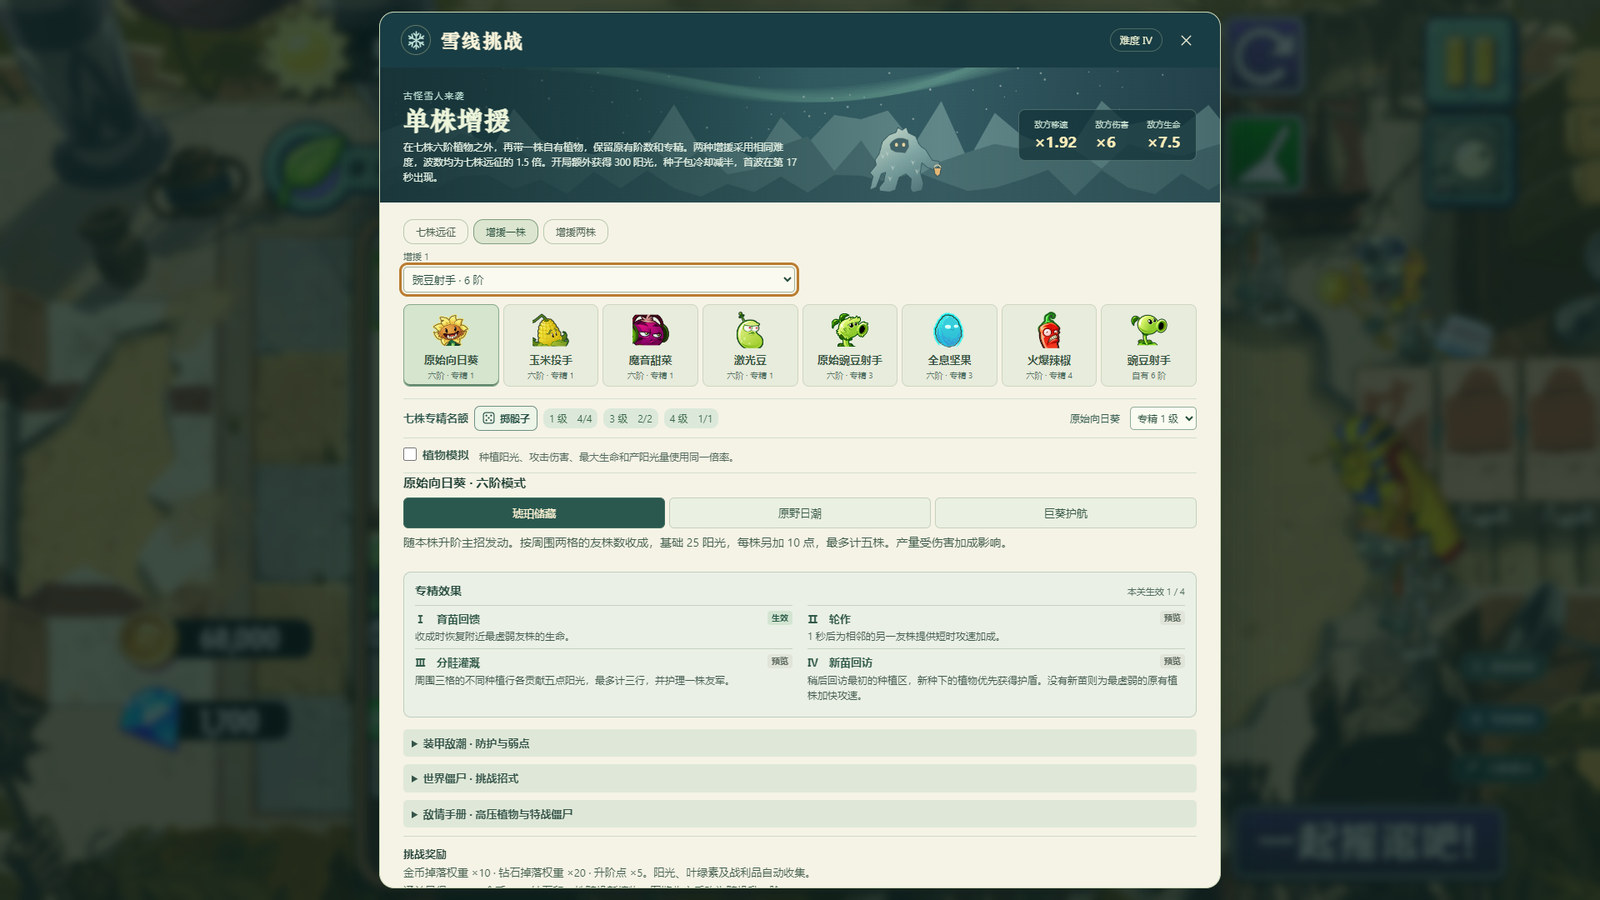 雪线挑战
难度 IV
古怪雪人来袭
单株增援
在七株六阶植物之外，再带一株自有植物，保留原有阶数和专精。两种增援采用相同难
度，波数均为七株远征的 1.5 倍。开局额外获得 300 阳光，种子包冷却减半，首波在第 17
秒出现。
敌方移速 敌方伤害 敌方生命
×1.92 ×6 ×7.5
七株远征 增援一株 增援两株
增援 1
豌豆射手 · 6 阶
原始向日葵 玉米投手 魔音甜菜 激光豆 原始豌豆射手 全息坚果 火爆辣椒 豌豆射手
六阶 · 专精 1 六阶 · 专精 1 六阶 · 专精 1 六阶 · 专精 1 六阶 · 专精 3 六阶 · 专精 3 六阶 · 专精 4 自有 6 阶
七株专精名额 掷骰子 1 级 4/4 3 级 2/2 4 级 1/1 原始向日葵 专精 1 级
植物模拟 种植阳光、攻击伤害、最大生命和产阳光量使用同一倍率。
原始向日葵 · 六阶模式
琥珀储藏 原野日潮 巨葵护航
随本株升阶主招发动。按周围两格的友株数收成，基础 25 阳光，每株另加 10 点，最多计五株。产量受伤害加成影响。
专精效果 本关生效 1 / 4
I 育苗回馈 生效
收成时恢复附近最虚弱友株的生命。
II 轮作 预览
1 秒后为相邻的另一友株提供短时攻速加成。
III 分畦灌溉 预览
周围三格的不同种植行各贡献五点阳光，最多计三行，并护理一株友军。
IV 新苗回访 预览
稍后回访最初的种植区，新种下的植物优先获得护盾。没有新苗则为最虚弱的原有植
株加快攻速。
▶ 装甲敌潮 · 防护与弱点
▶ 世界僵尸 · 挑战招式
▶ 敌情手册 · 高压植物与特战僵尸
挑战奖励
金币掉落权重 ×10 · 钻石掉落权重 ×20 · 升阶点 ×5。阳光、叶绿素及战利品自动收集。
60,000
1,700
一起摇滚吧!